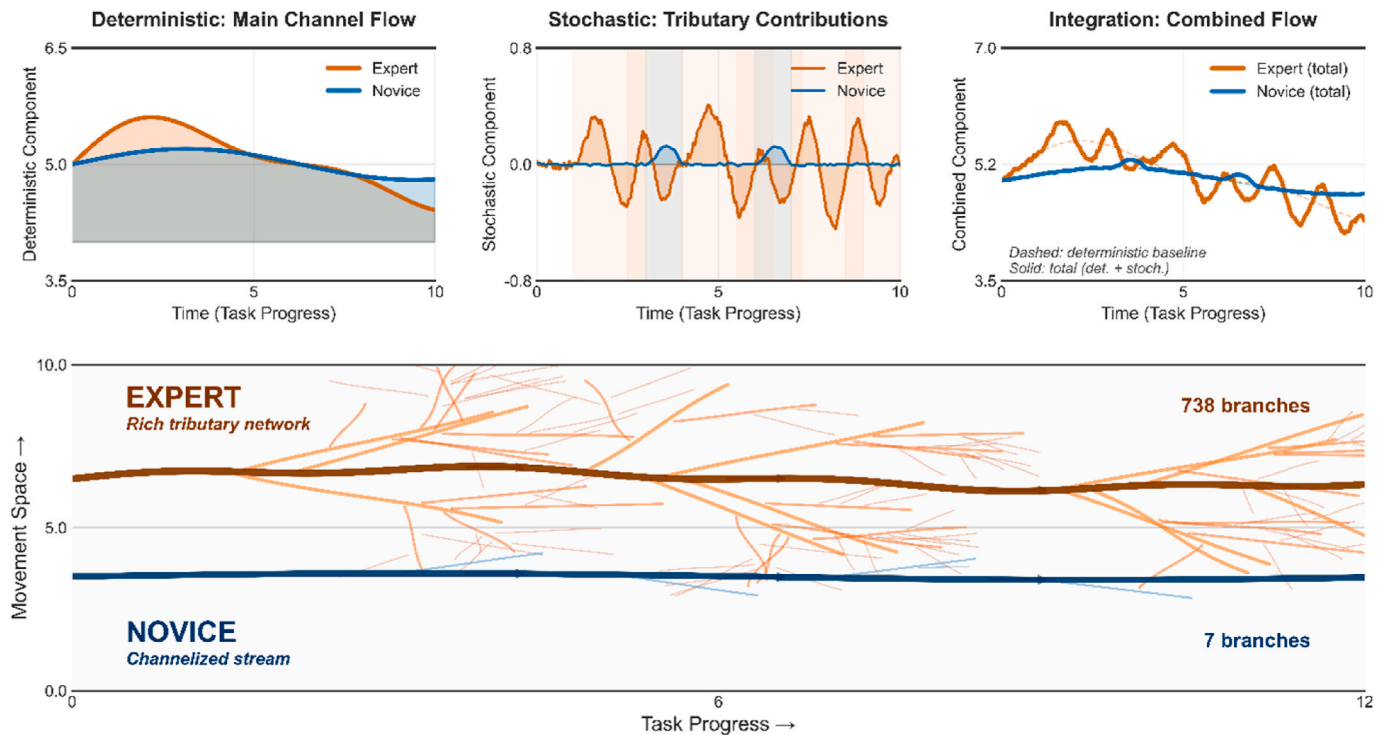 Deterministic: Main Channel Flow
6.5
5.0
3.5
Deterministic Component
Expert
Novice
0
5
10
Time (Task Progress)
Stochastic: Tributary Contributions
0.8
0.0
-0.8
Stochastic Component
Expert
Novice
0
5
10
Time (Task Progress)
Integration: Combined Flow
7.0
5.2
3.5
Combined Component
Expert (total)
Novice (total)
Dashed: deterministic baseline
Solid: total (det. + stoch.)
0
5
10
Time (Task Progress)
10.0
5.0
0.0
Movement Space →
EXPERT
Rich tributary network
738 branches
NOVICE
Channelized stream
7 branches
0
6
12
Task Progress →